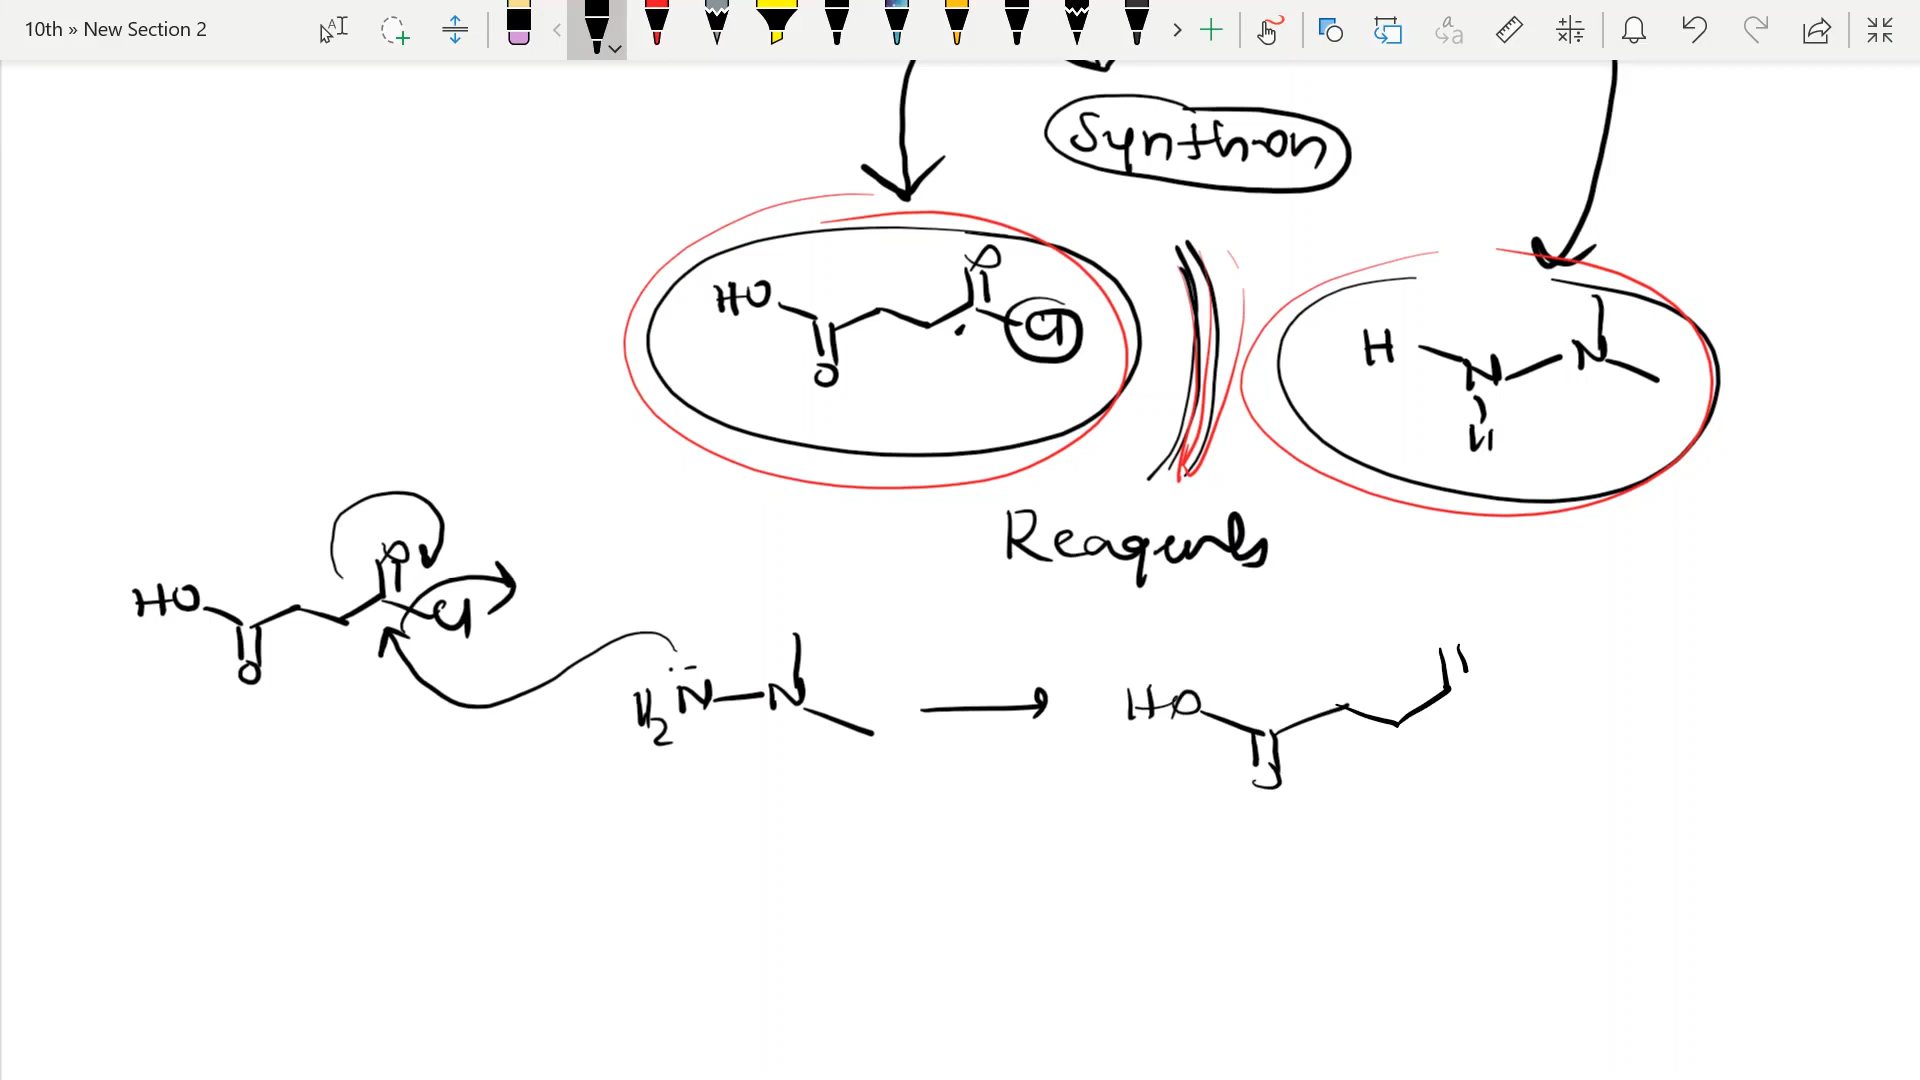 10th » New Section 2
Synthon
HO
O
O
Cl
H
N
N
H
Reagents
HO
O
O
Cl
H2N
N
HO
O